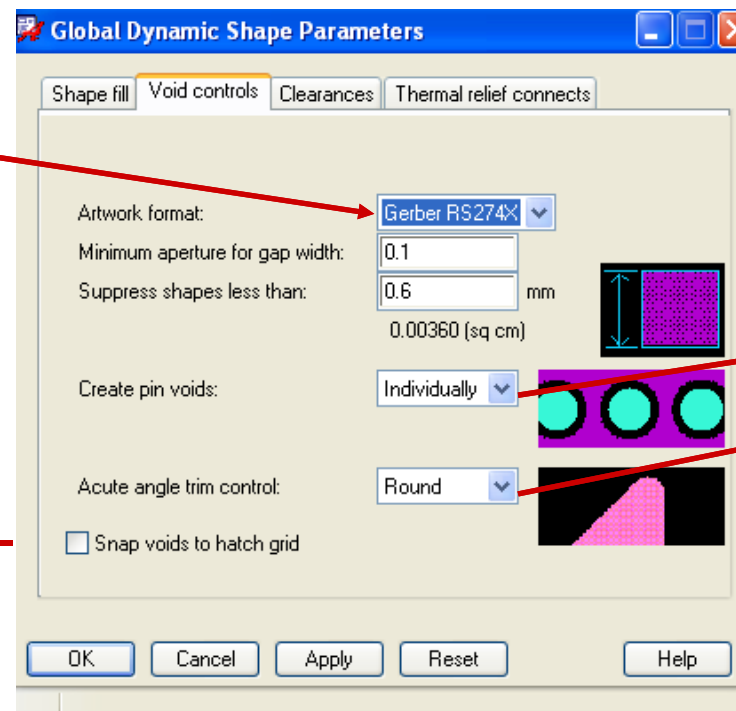 Global Dynamic Shape Parameters
Shape fill Void controls Clearances Thermal relief connects
Artwork format: Gerber RS274X
Minimum aperture for gap width: 0.1
Suppress shapes less than: 0.6 mm
0.00360 (sq cm)
Create pin voids: Individually
Acute angle trim control: Round
Snap voids to hatch grid
OK Cancel Apply Reset Help